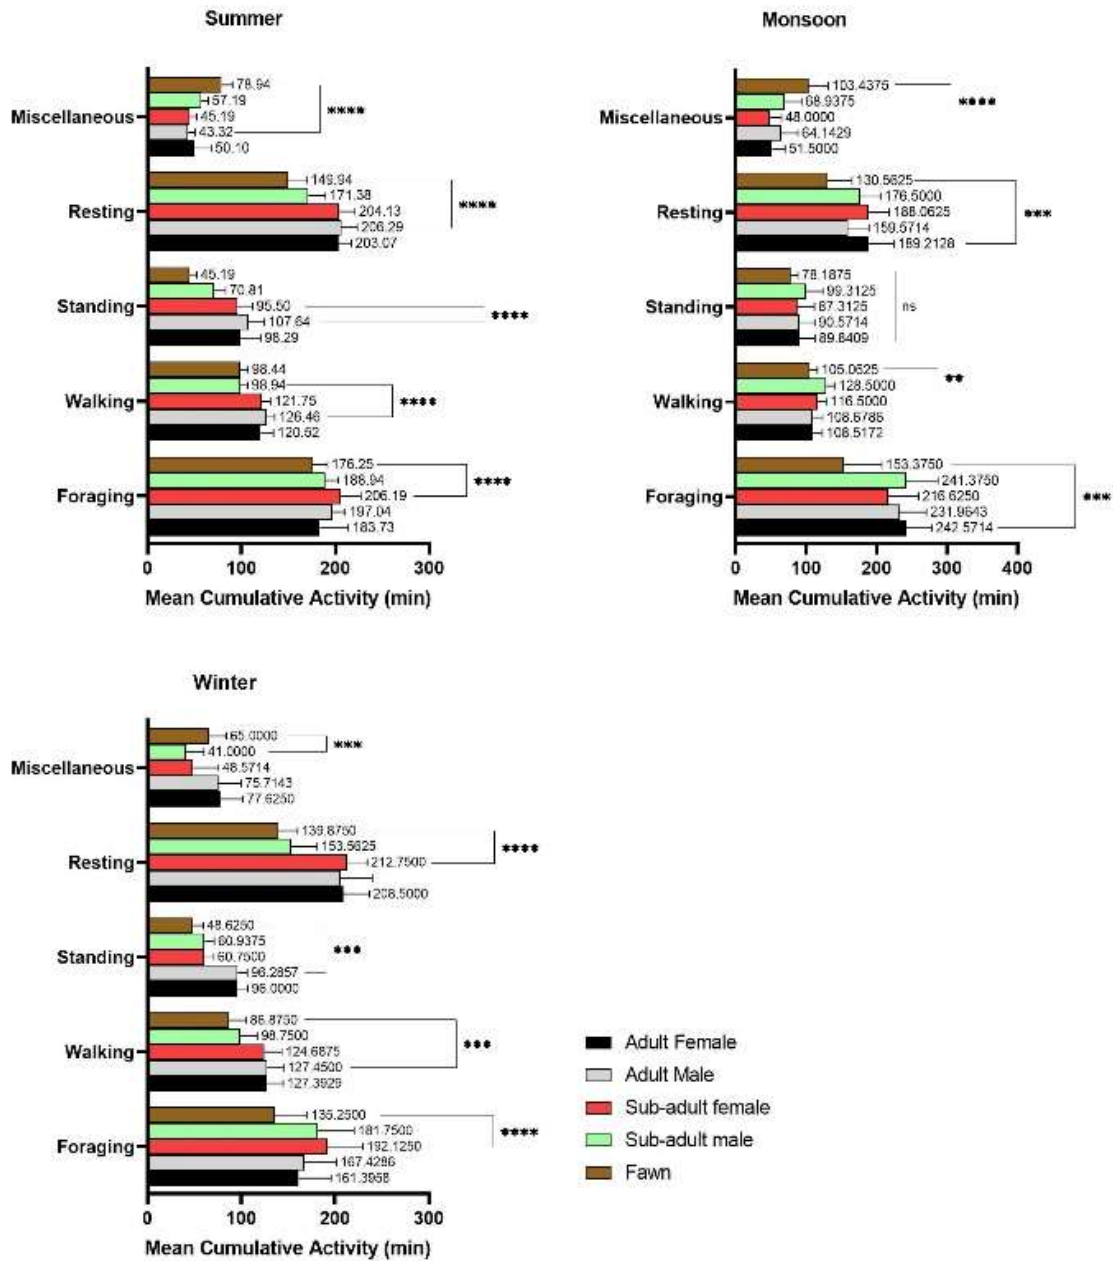 Summer
Miscellaneous
78.94
57.19
45.19
43.32
50.10
****
Resting
149.94
171.38
204.13
206.29
203.07
****
Standing
45.19
70.81
95.50
107.64
98.29
****
Walking
98.44
98.94
121.75
126.46
120.52
****
Foraging
176.25
188.94
206.19
197.04
183.73
****
0 100 200 300
Mean Cumulative Activity (min)
Monsoon
Miscellaneous
103.4375
68.9375
48.0000
64.1429
51.5000
****
Resting
130.5625
176.5000
188.0625
159.5714
189.2128
***
Standing
78.1875
99.3125
87.3125
90.5714
89.8409
ns
Walking
105.0625
128.5000
116.5000
108.6786
108.5172
**
Foraging
153.3750
241.3750
216.6250
231.9643
242.5714
***
0 100 200 300 400
Mean Cumulative Activity (min)
Winter
Miscellaneous
65.0000
41.0000
48.5714
75.7143
77.6250
***
Resting
139.8750
153.5625
212.7500
208.5000
****
Standing
48.6250
60.9375
60.7500
96.2857
96.0000
***
Walking
86.8750
98.7500
124.6875
127.4500
127.3929
***
Foraging
135.2500
181.7500
192.1250
167.4286
161.3958
****
0 100 200 300
Mean Cumulative Activity (min)
Adult Female
Adult Male
Sub-adult female
Sub-adult male
Fawn